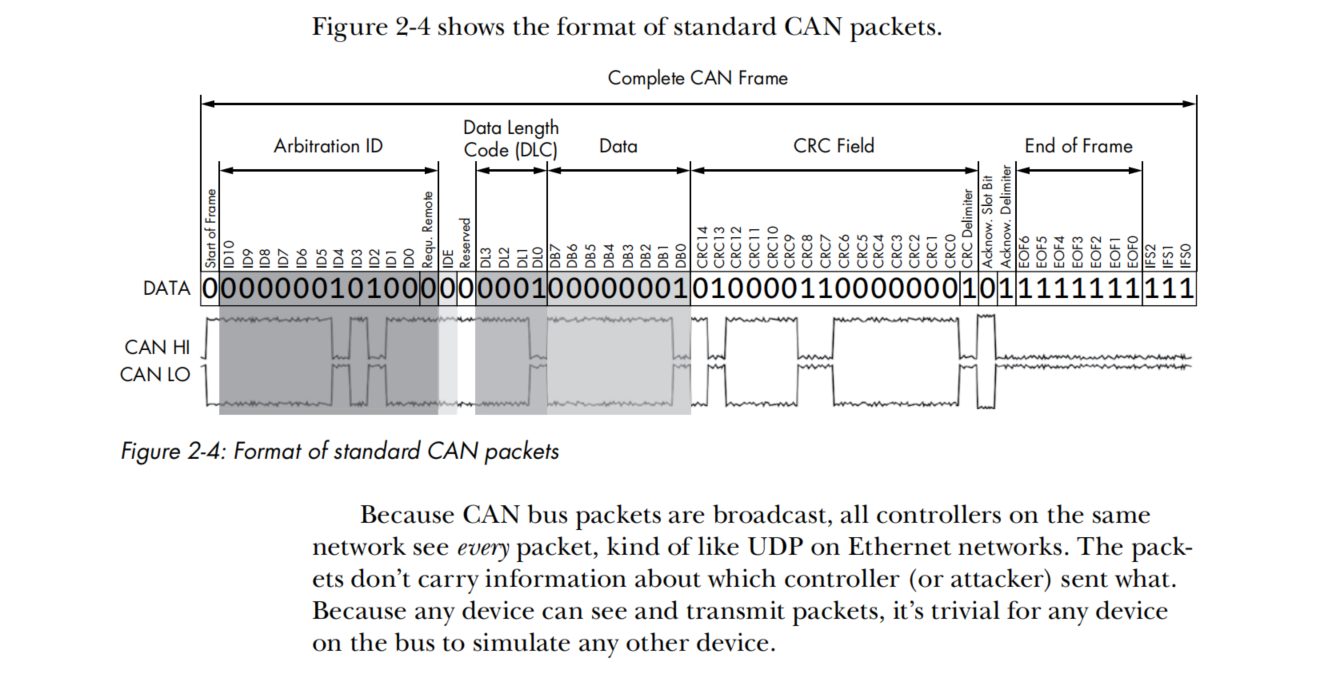 Figure 2-4 shows the format of standard CAN packets.
Complete CAN Frame
Arbitration ID
Data Length
Code (DLC)
Data
CRC Field
End of Frame
Start of Frame
ID10
ID9
ID8
ID7
ID6
ID5
ID4
ID3
ID2
ID1
ID0
Requ. Remote
IDE
Reserved
DL3
DL2
DL1
DL0
DB7
DB6
DB5
DB4
DB3
DB2
DB1
DB0
CRC14
CRC13
CRC12
CRC11
CRC10
CRC9
CRC8
CRC7
CRC6
CRC5
CRC4
CRC3
CRC2
CRC1
CRC0
CRC Delimiter
Acknow. Slot Bit
Acknow. Delimiter
EOF6
EOF5
EOF4
EOF3
EOF2
EOF1
EOF0
IFS2
IFS1
IFS0
DATA 0000000101000000001000000010100001100000001011111111111
CAN HI
CAN LO
Figure 2-4: Format of standard CAN packets
Because CAN bus packets are broadcast, all controllers on the same
network see every packet, kind of like UDP on Ethernet networks. The pack-
ets don’t carry information about which controller (or attacker) sent what.
Because any device can see and transmit packets, it’s trivial for any device
on the bus to simulate any other device.